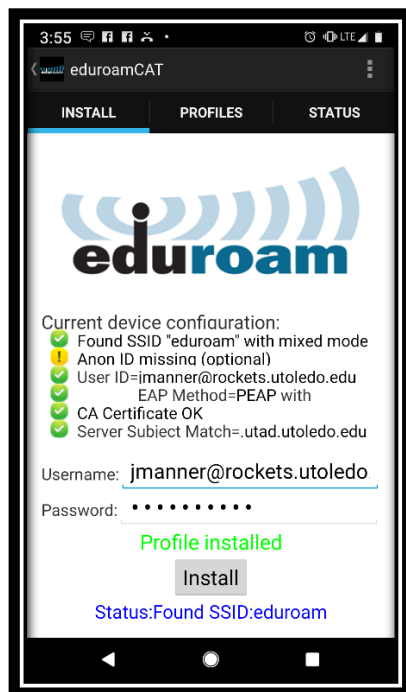 3:55 LTE
eduroamCAT
INSTALL PROFILES STATUS
eduroam
Current device configuration:
Found SSID "eduroam" with mixed mode
Anon ID missing (optional)
User ID=jmanner@rockets.utoledo.edu
EAP Method=PEAP with
CA Certificate OK
Server Subject Match=.utad.utoledo.edu
Username: jmanner@rockets.utoledo.
Password: ••••••••••
Profile installed
Install
Status:Found SSID:eduroam